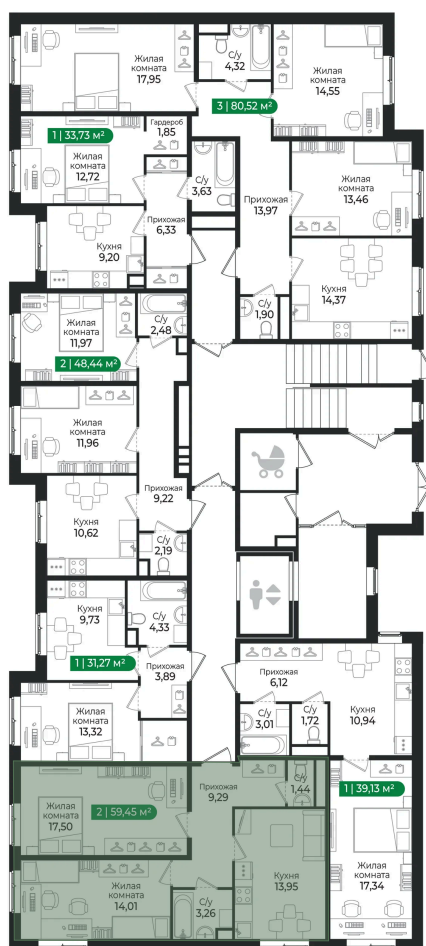 Жилая
комната
17,95
С/у
4,32
Жилая
комната
14,55
3 | 80,52 м²
1 | 33,73 м²
Гардероб
1,85
Жилая
комната
12,72
С/у
3,63
Жилая
комната
13,46
Прихожая
13,97
Прихожая
6,33
Кухня
9,20
Кухня
14,37
С/у
1,90
Жилая
комната
11,97
С/у
2,48
2 | 48,44 м²
Жилая
комната
11,96
Прихожая
9,22
Кухня
10,62
С/у
2,19
Кухня
9,73
С/у
4,33
1 | 31,27 м²
Прихожая
3,89
Прихожая
6,12
Жилая
комната
13,32
С/у
3,01
С/у
1,72
Кухня
10,94
Жилая
комната
17,50
2 | 59,45 м²
Прихожая
9,29
С/у
1,44
1 | 39,13 м²
Жилая
комната
14,01
С/у
3,26
Кухня
13,95
Жилая
комната
17,34